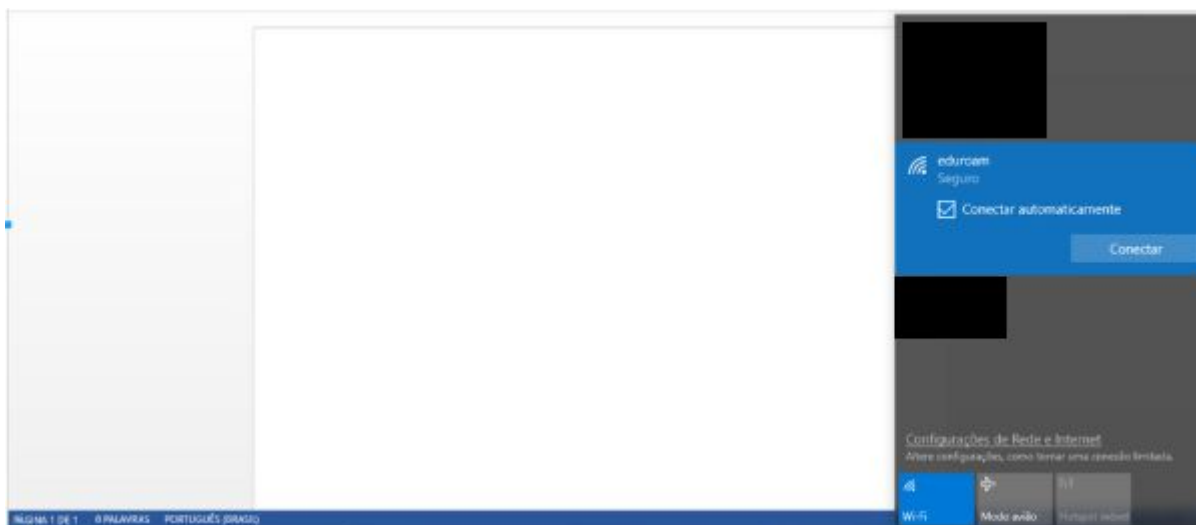 eduroam
Seguro
Conectar automaticamente
Conectar
Configurações de Rede e Internet
Altere configurações, como tornar uma conexão limitada.
Wi-Fi
Modo avião
PÁGINA 1 DE 1 0 PALAVRAS PORTUGUÊS (BRASIL)